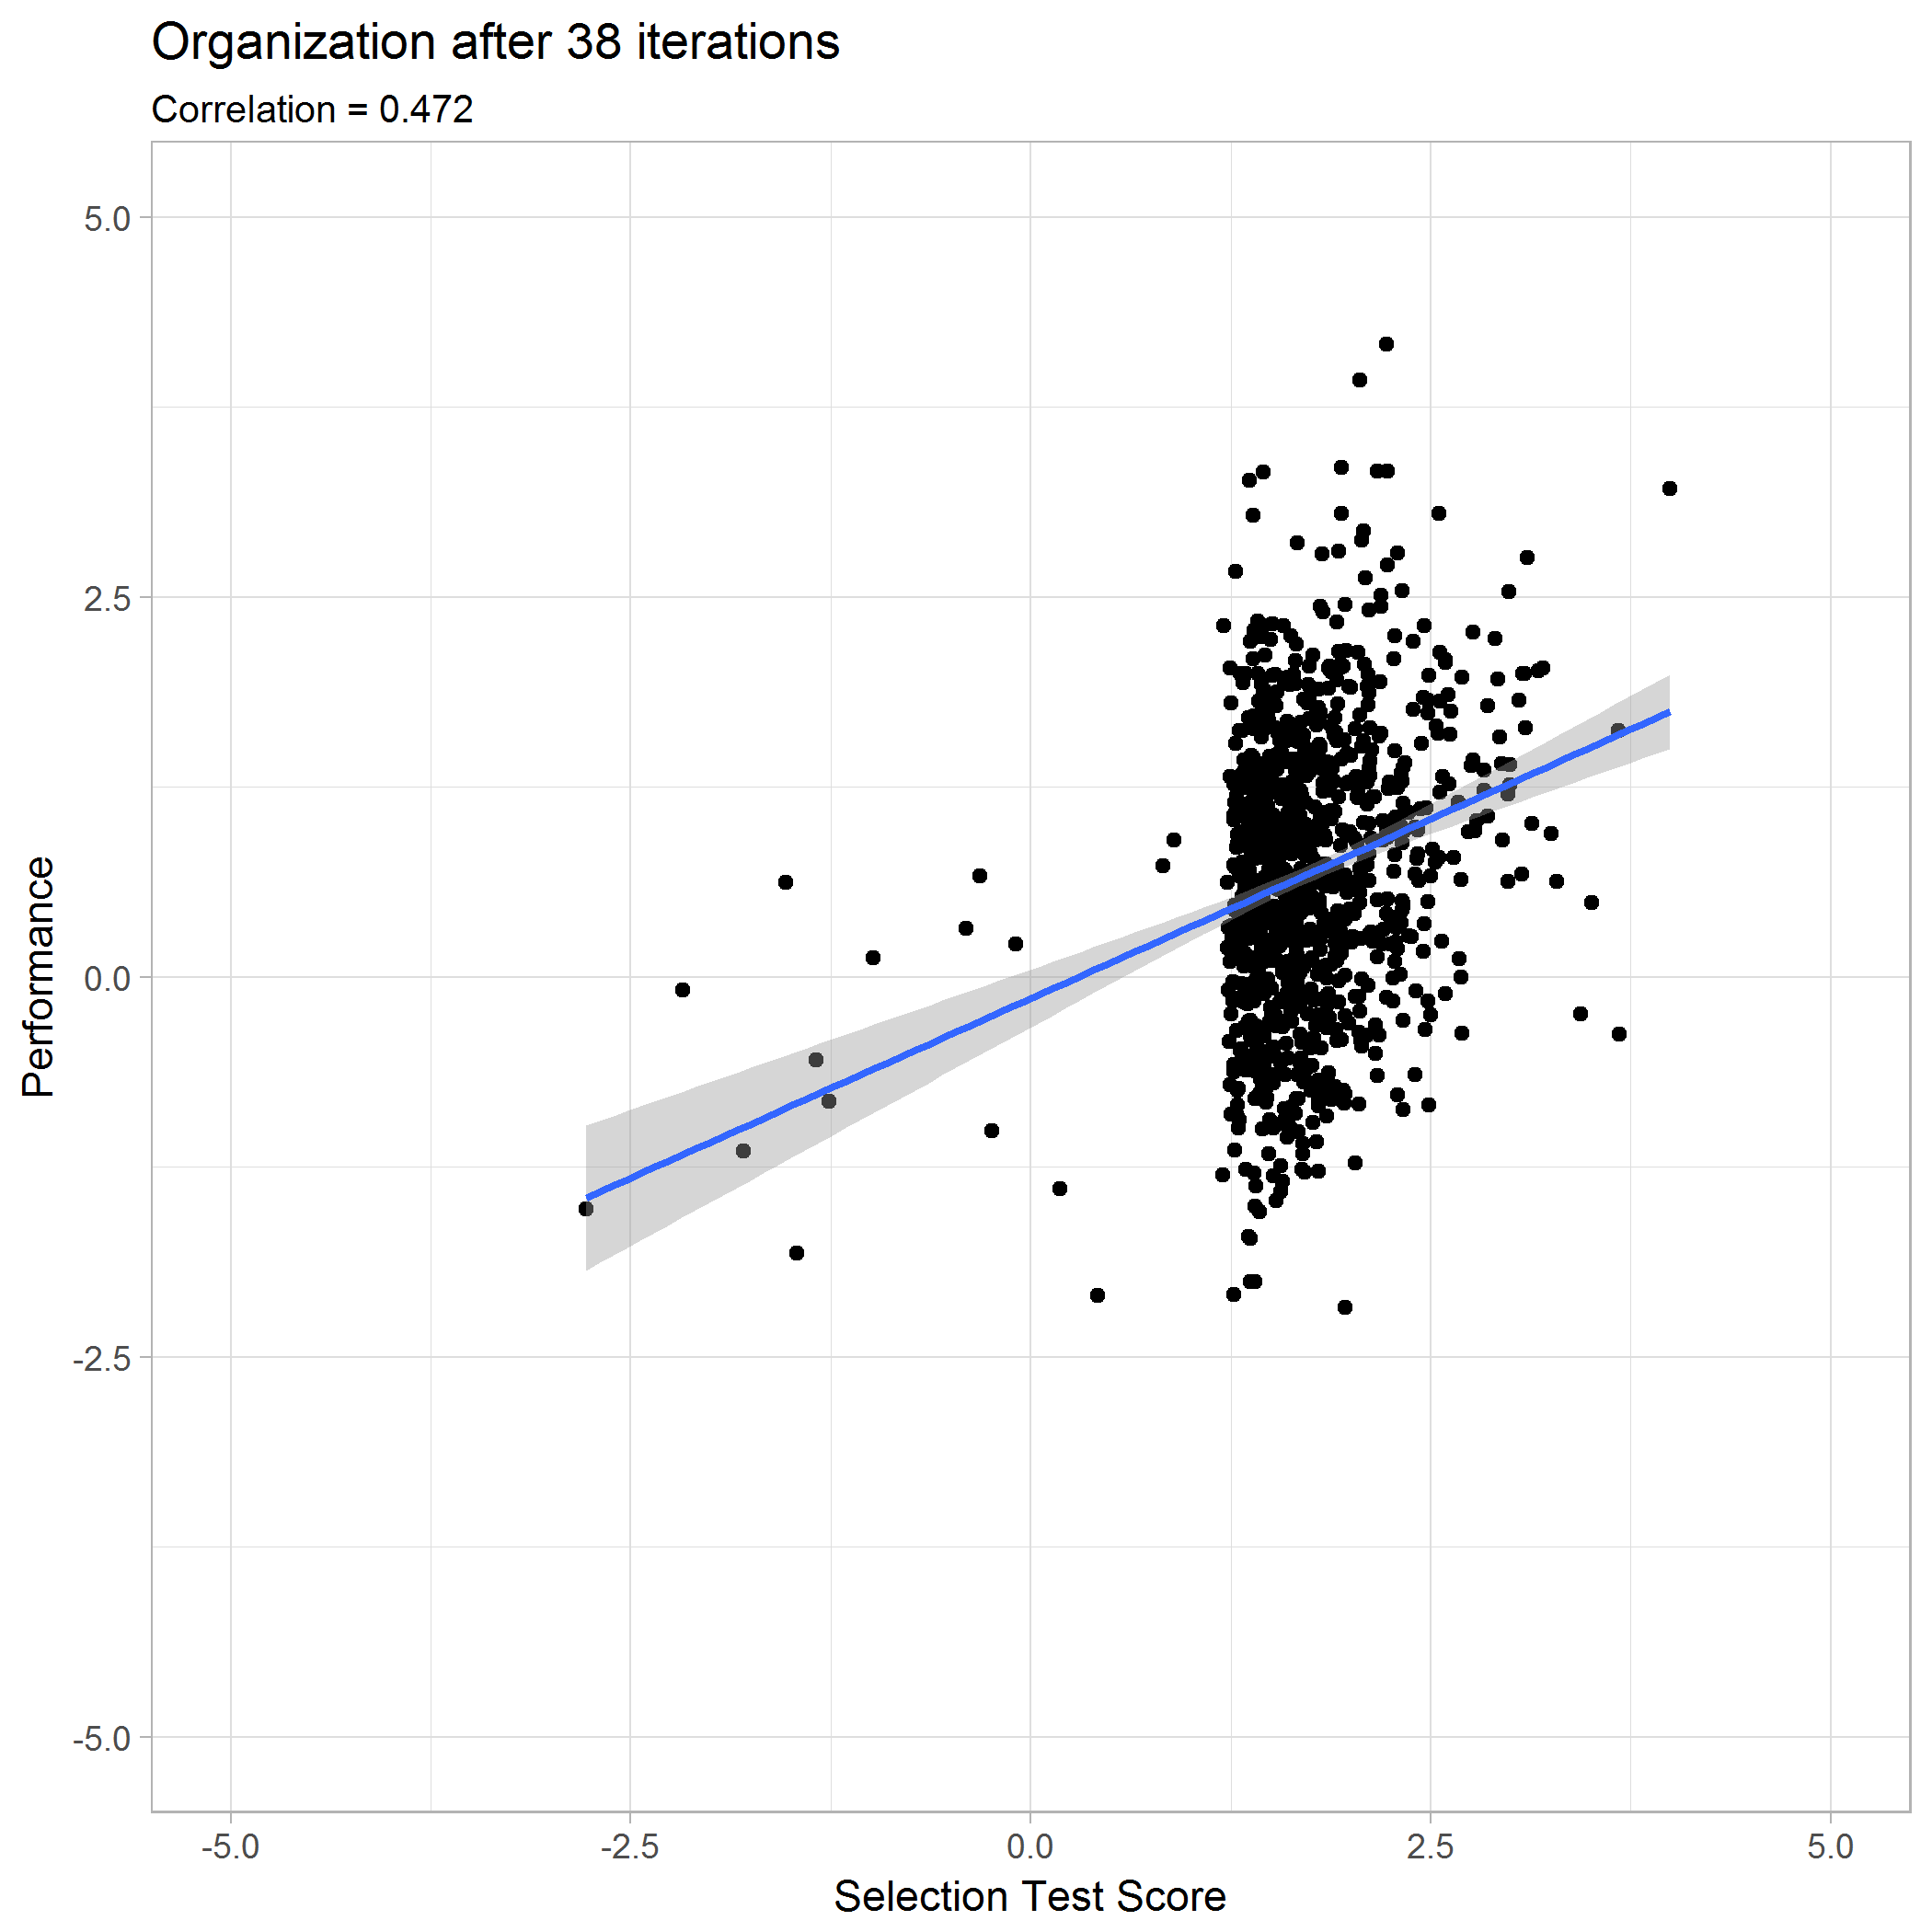 Organization after 38 iterations
Correlation = 0.472
5.0
2.5
0.0
-2.5
-5.0
Performance
-5.0 -2.5 0.0 2.5 5.0
Selection Test Score